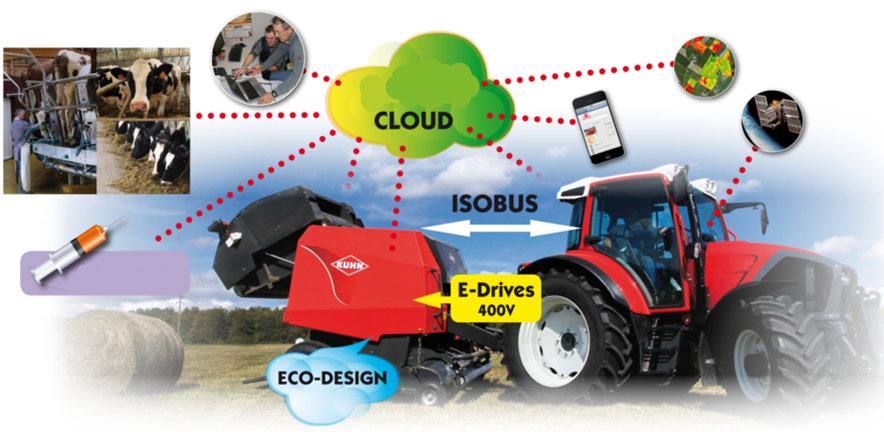 CLOUD
ISOBUS
KUHN
E-Drives
400V
ECO-DESIGN